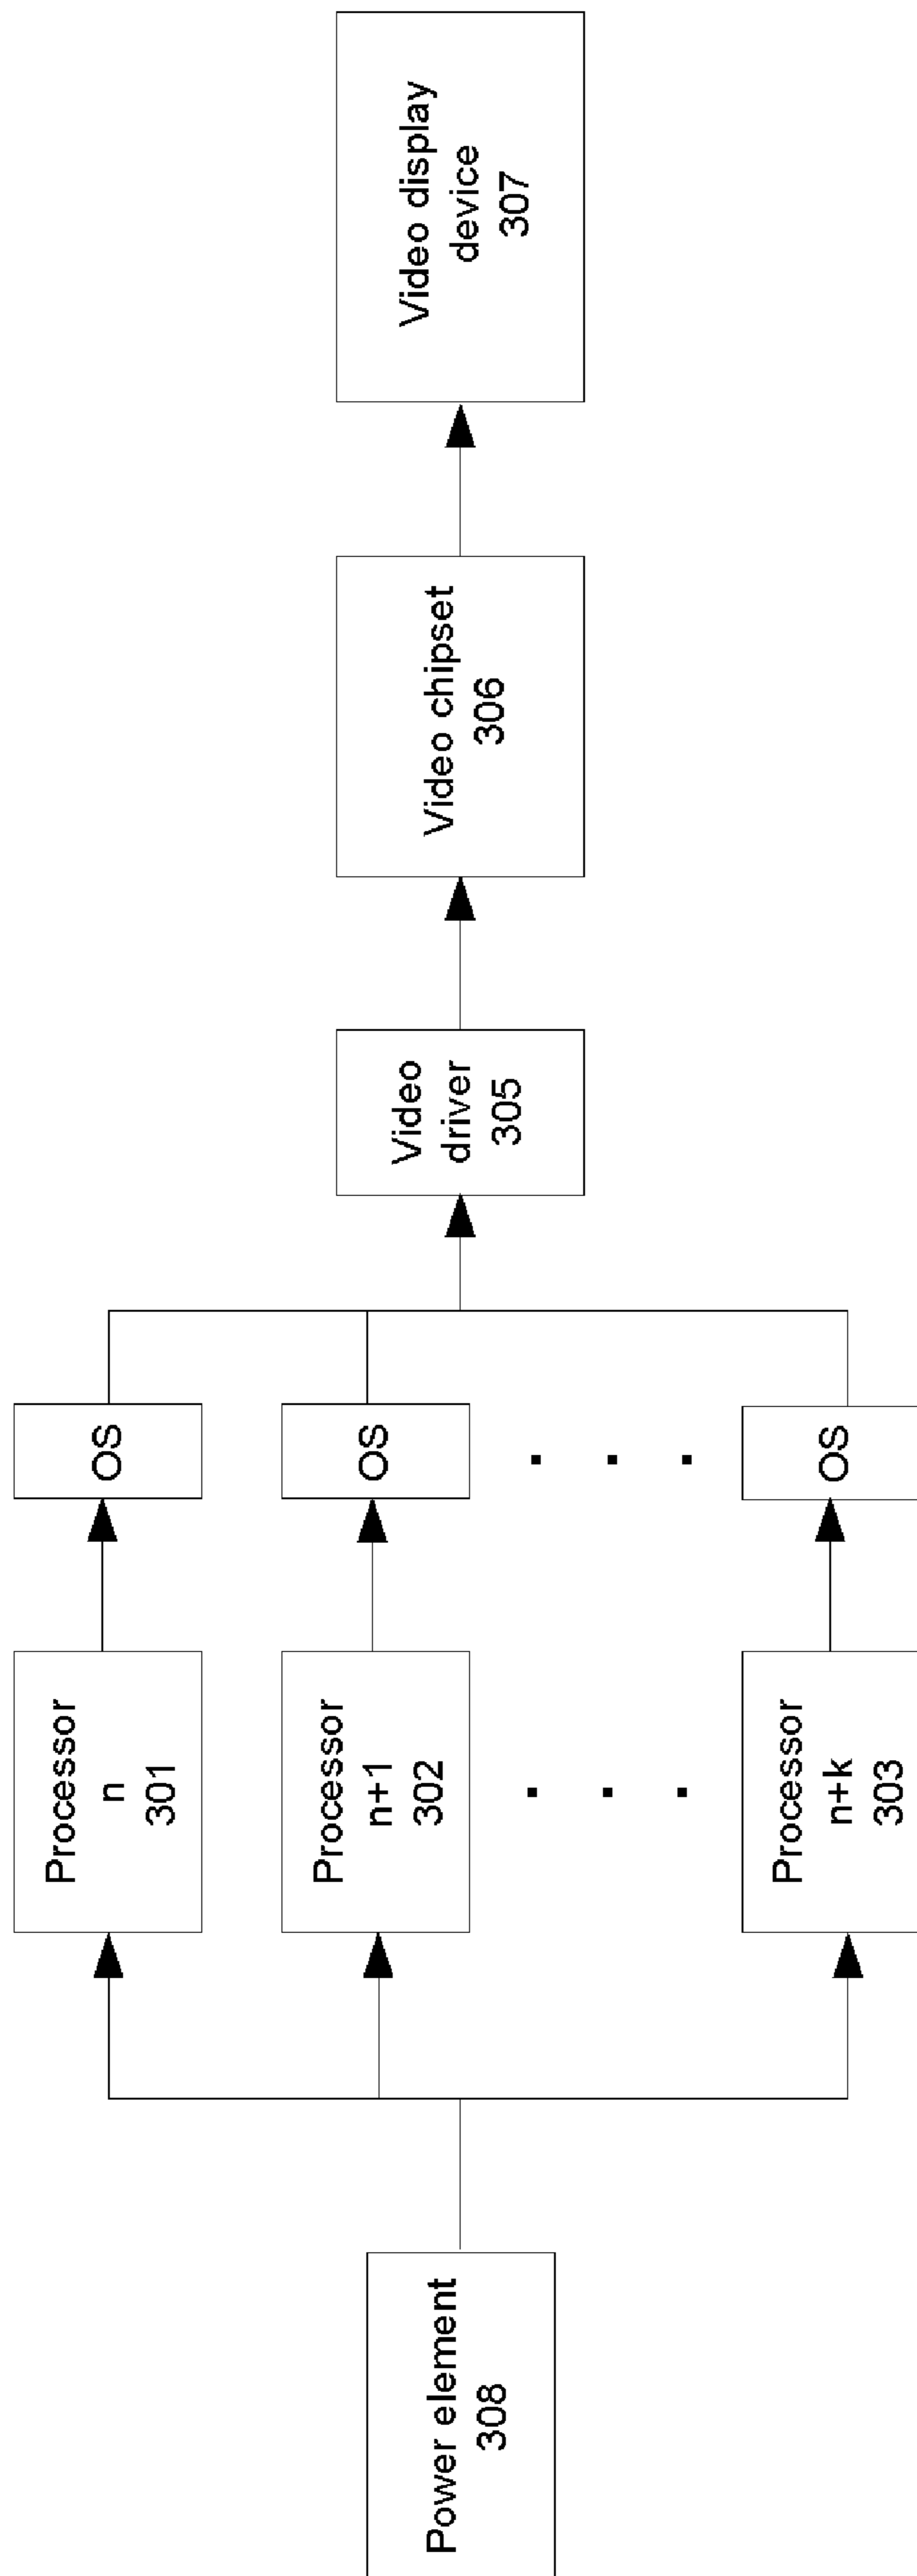 Power element
308
Processor
n
301
Processor
n+1
302
Processor
n+k
303
OS
OS
OS
Video
driver
305
Video chipset
306
Video display
device
307